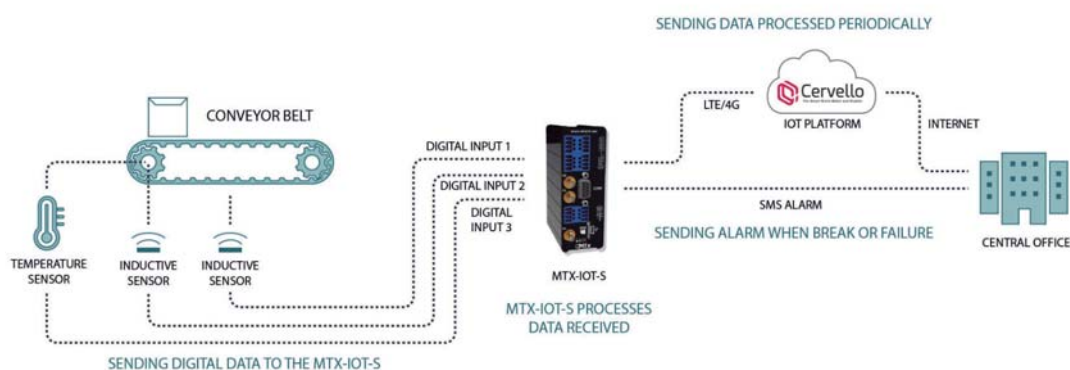 SENDING DATA PROCESSED PERIODICALLY
Cervello
LTE/4G
IOT PLATFORM
INTERNET
CONVEYOR BELT
DIGITAL INPUT 1
DIGITAL INPUT 2
DIGITAL
INPUT 3
SMS ALARM
SENDING ALARM WHEN BREAK OR FAILURE
CENTRAL OFFICE
TEMPERATURE
SENSOR
INDUCTIVE
SENSOR
INDUCTIVE
SENSOR
MTX-IOT-S
MTX-IOT-S PROCESSES
DATA RECEIVED
SENDING DIGITAL DATA TO THE MTX-IOT-S